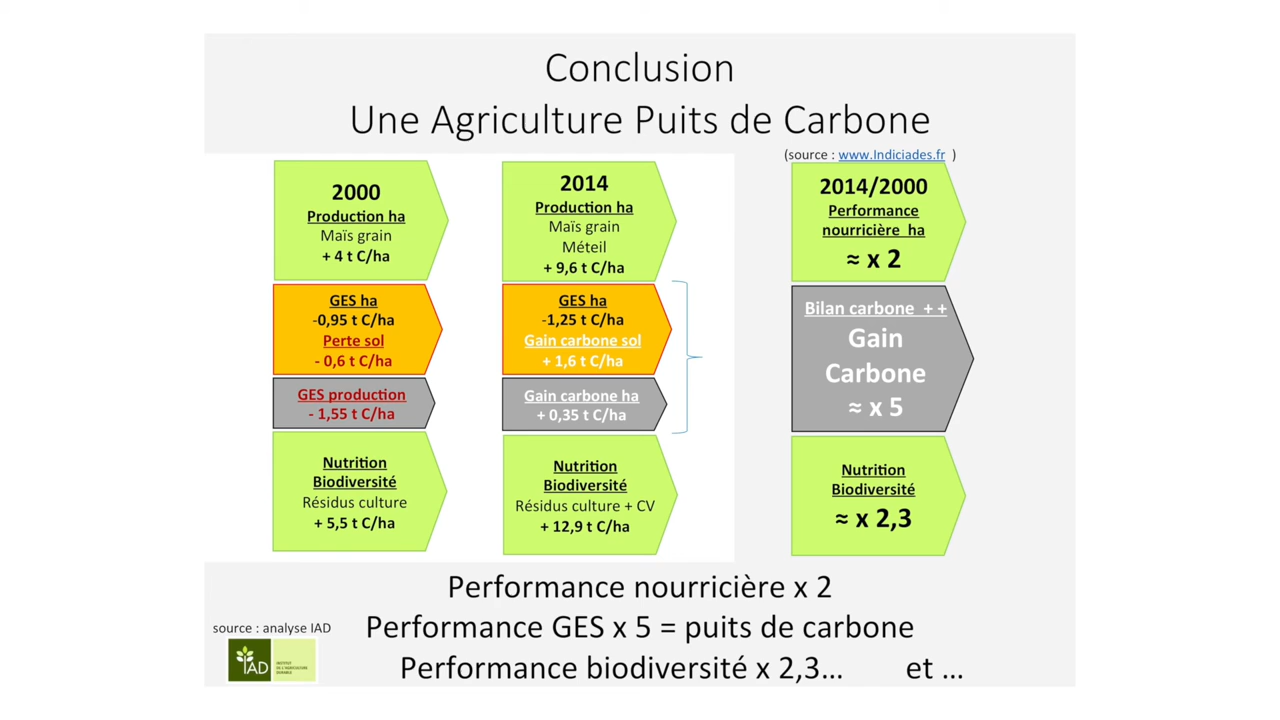 Conclusion
Une Agriculture Puits de Carbone
(source : www.Indiciades.fr )
2000
Production ha
Maïs grain
+ 4 t C/ha
GES ha
-0,95 t C/ha
Perte sol
- 0,6 t C/ha
GES production
- 1,55 t C/ha
Nutrition
Biodiversité
Résidus culture
+ 5,5 t C/ha
2014
Production ha
Maïs grain
Méteil
+ 9,6 t C/ha
GES ha
-1,25 t C/ha
Gain carbone sol
+ 1,6 t C/ha
Gain carbone ha
+ 0,35 t C/ha
Nutrition
Biodiversité
Résidus culture + CV
+ 12,9 t C/ha
2014/2000
Performance
nourricière ha
≈ x 2
Bilan carbone ++
Gain
Carbone
≈ x 5
Nutrition
Biodiversité
≈ x 2,3
Performance nourricière x 2
source : analyse IAD
Performance GES x 5 = puits de carbone
Performance biodiversité x 2,3… et …
IAD
INSTITUT
DE L'AGRICULTURE
DURABLE